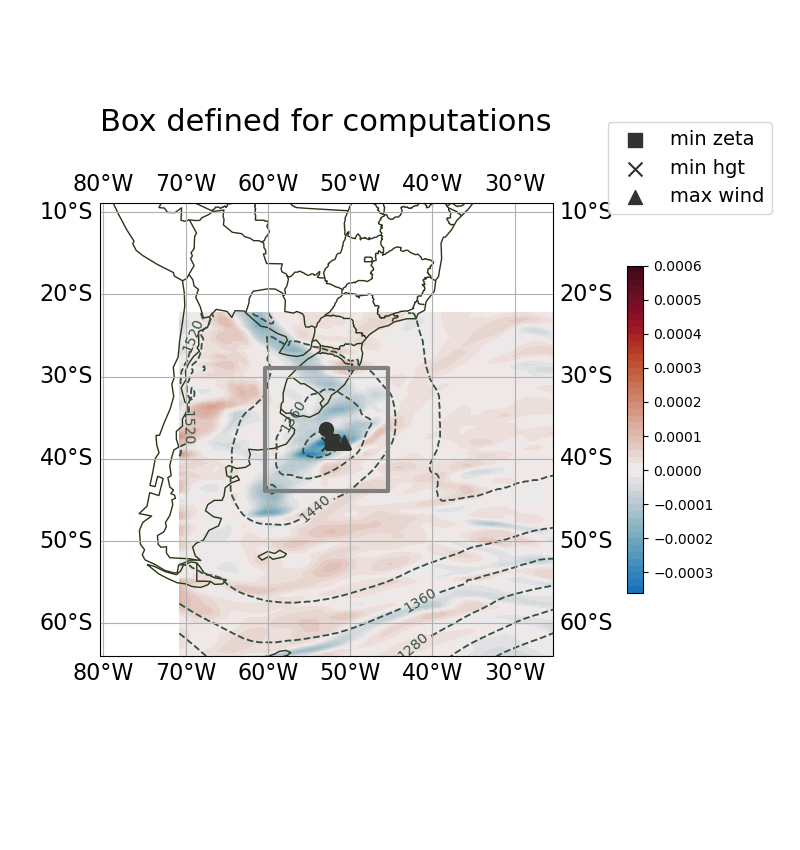 Box defined for computations
min zeta
min hgt
max wind
80°W 70°W 60°W 50°W 40°W 30°W
10°S 10°S
20°S 20°S
30°S 30°S
40°S 40°S
50°S 50°S
60°S 60°S
80°W 70°W 60°W 50°W 40°W 30°W
1520
1520
1360
1440
1360
1280
0.0006
0.0005
0.0004
0.0003
0.0002
0.0001
0.0000
−0.0001
−0.0002
−0.0003